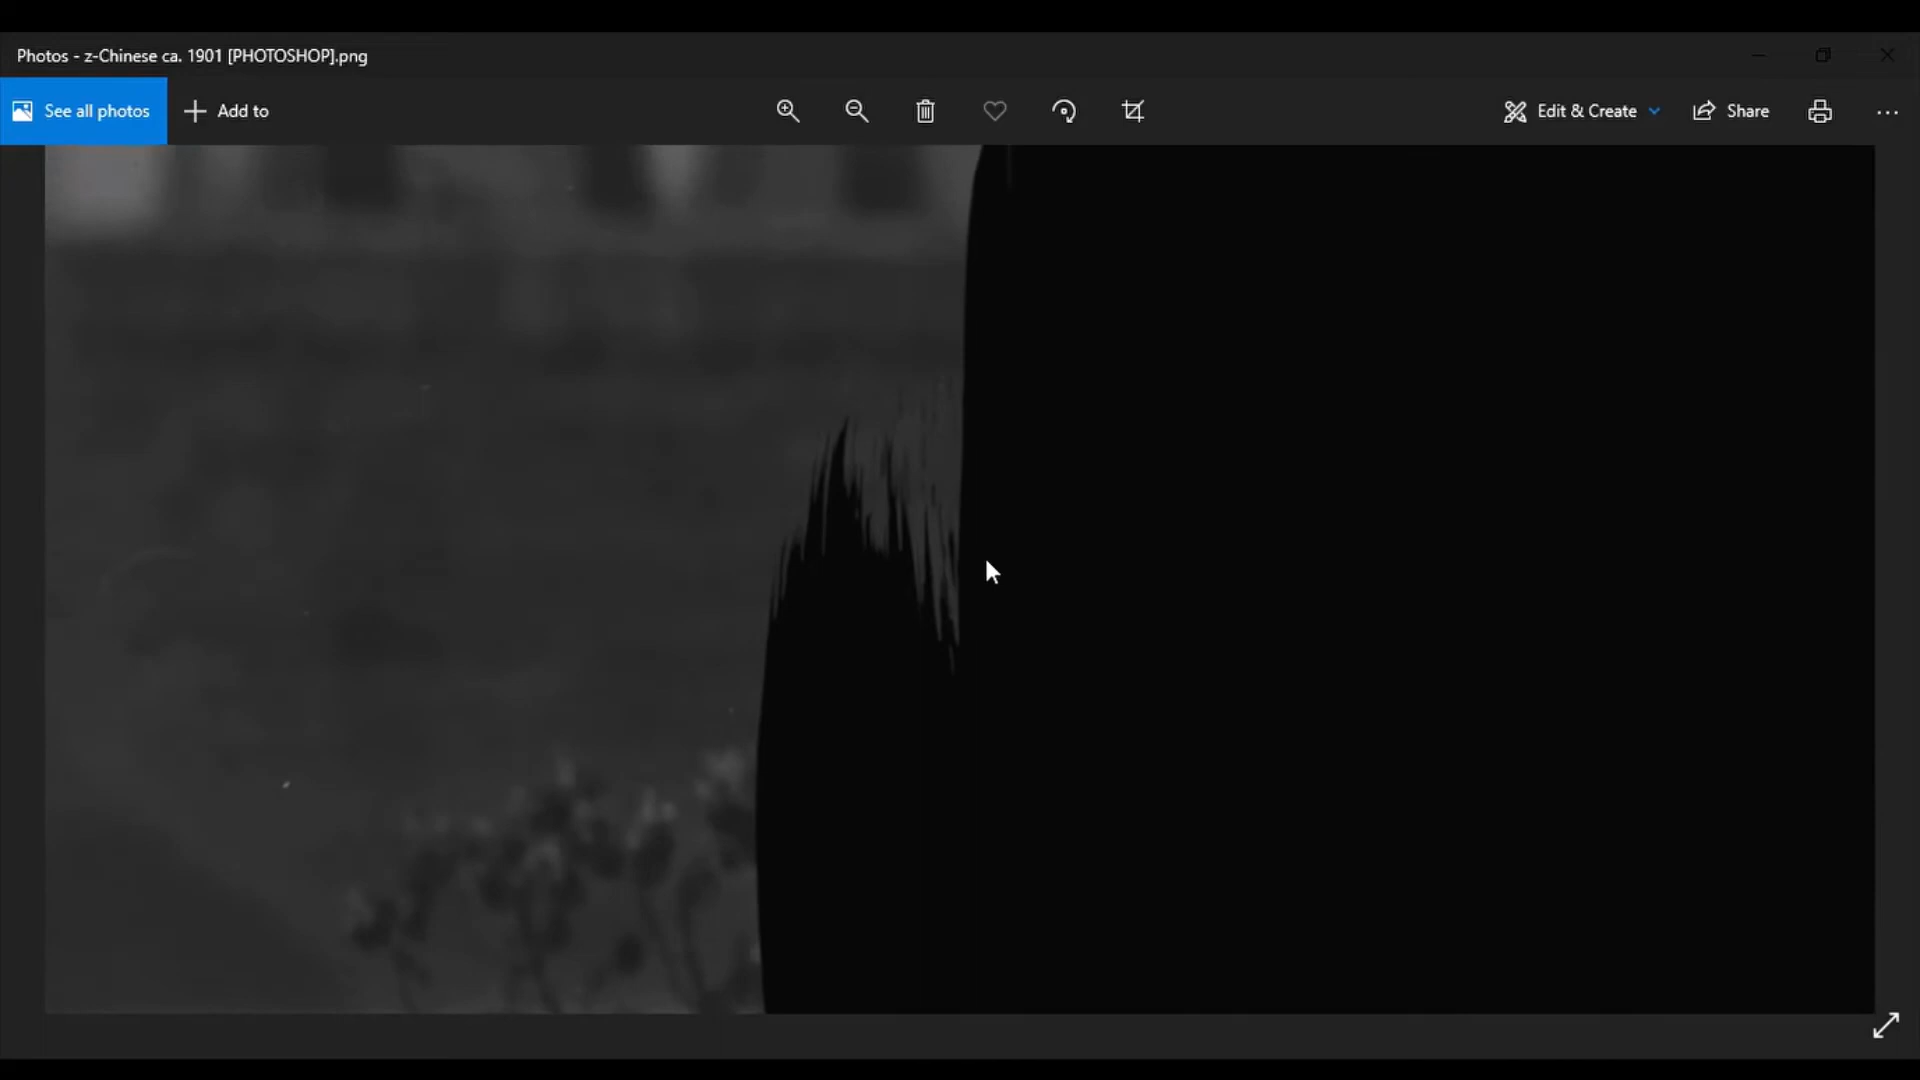 Photos - z-Chinese ca. 1901 [PHOTOSHOP].png
See all photos
Add to
Edit & Create
Share